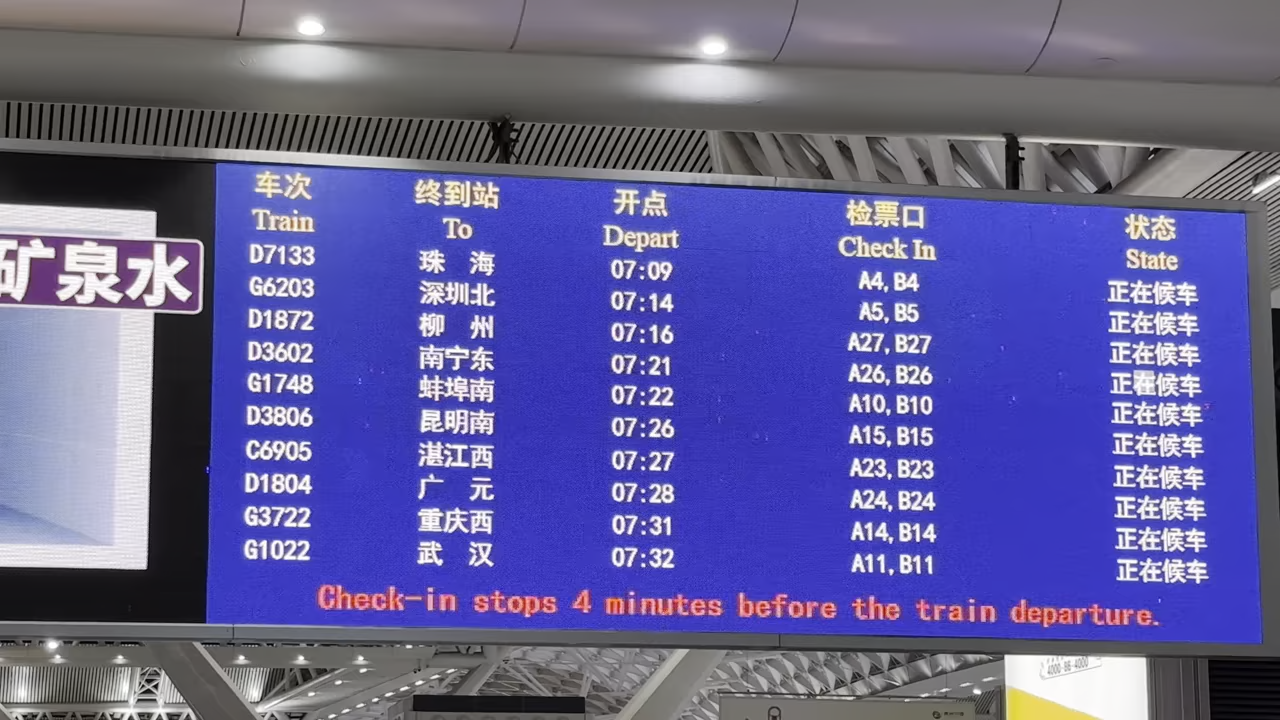 矿泉水
车次 终到站 开点 检票口 状态
Train To Depart Check In State
D7133 珠 海 07:09 A4,B4 正在候车
G6203 深圳北 07:14 A5,B5 正在候车
D1872 柳 州 07:16 A27,B27 正在候车
D3602 南宁东 07:21 A26,B26 正在候车
G1748 蚌埠南 07:22 A10,B10 正在候车
D3806 昆明南 07:26 A15,B15 正在候车
C6905 湛江西 07:27 A23,B23 正在候车
D1804 广 元 07:28 A24,B24 正在候车
G3722 重庆西 07:31 A14,B14 正在候车
G1022 武 汉 07:32 A11,B11 正在候车
Check-in stops 4 minutes before the train departure.